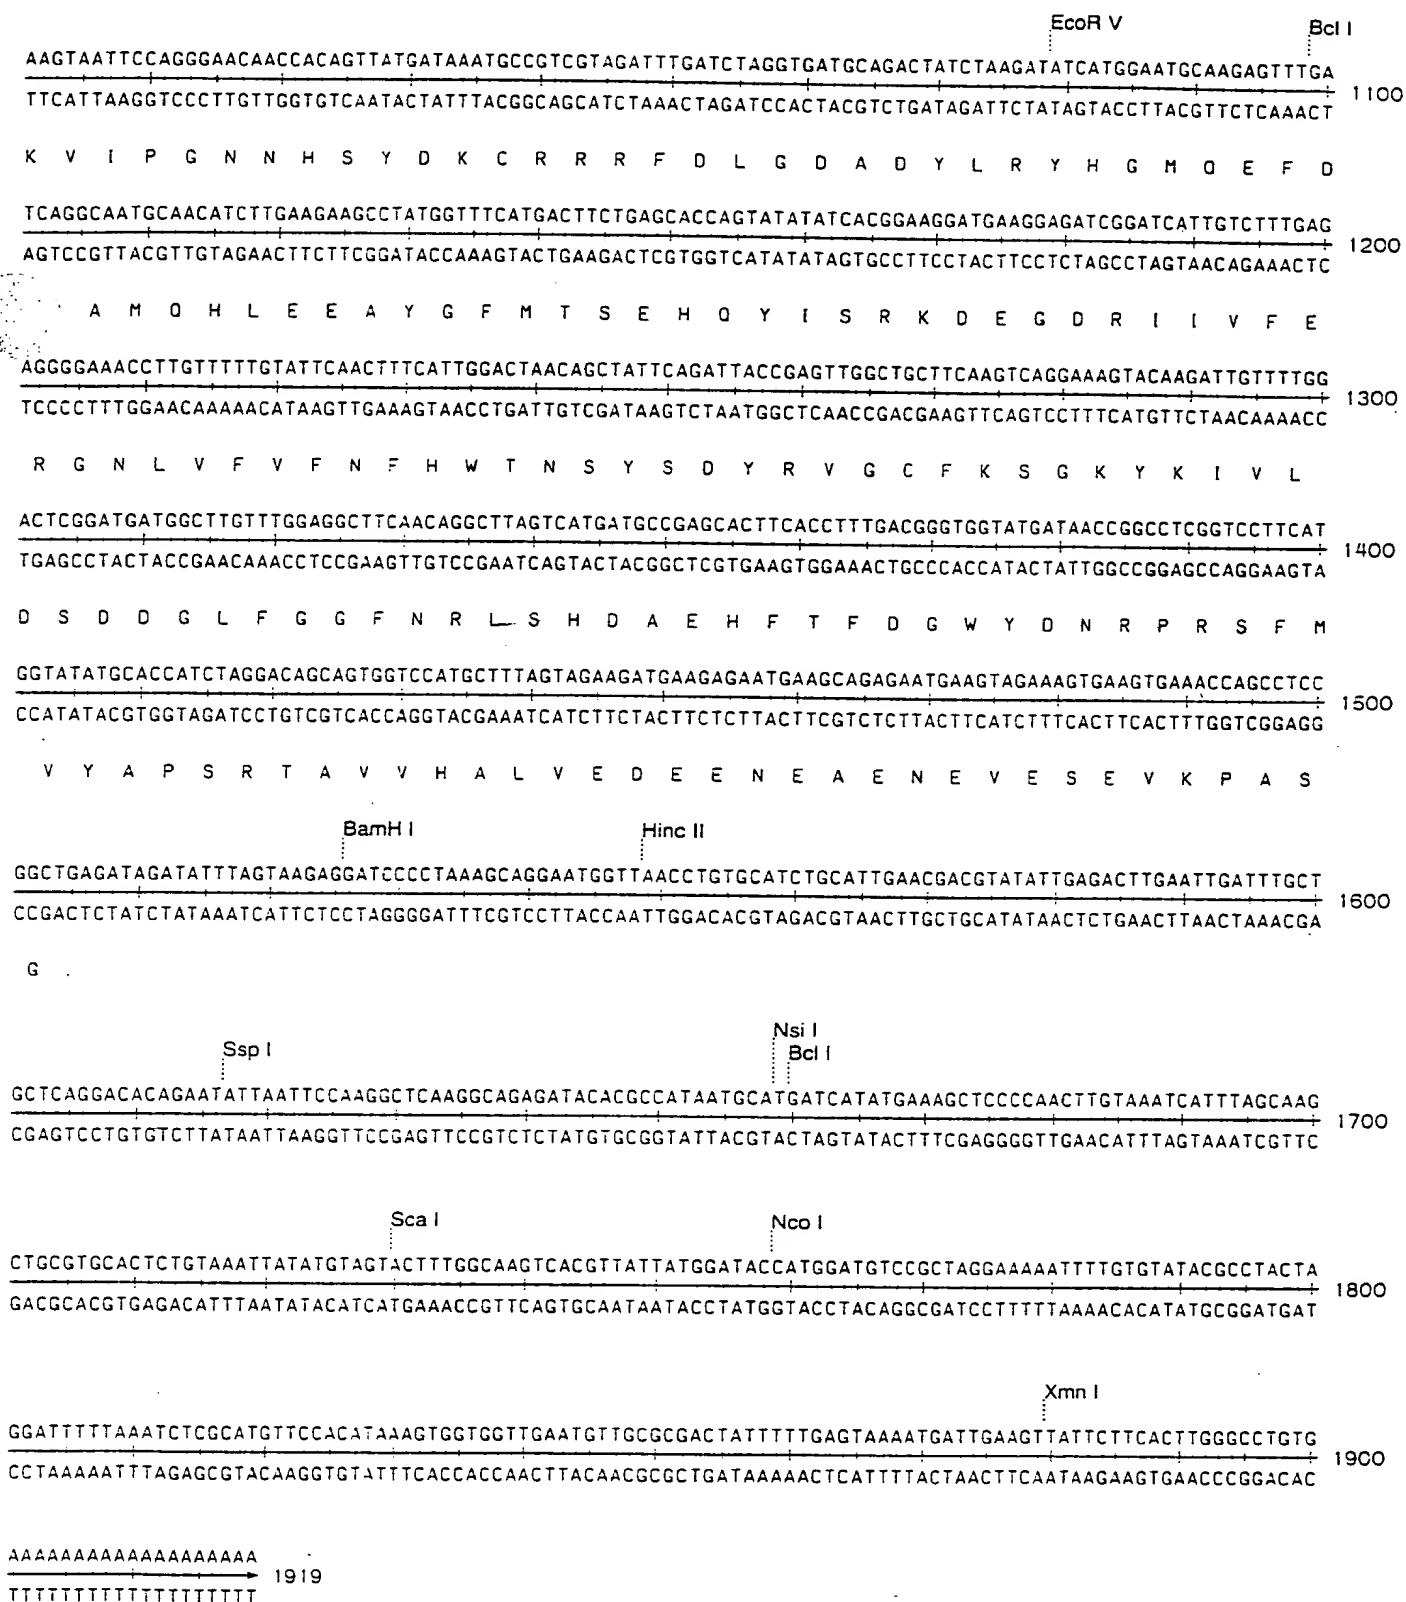 EcoR V Bcl I
AAGTAATTCCAGGGAACAACCACAGTTATGATAAATGCCGTCGTAGATTTGATCTAGGTGATGCAGACTATCTAAGATATCATGGAATGCAAGAGTTTGA
1100
TTCATTAAGGTCCCTTGTTGGTGTCAATACTATTTACGGCAGCATCTAAACTAGATCCACTACGTCTGATAGATTCTATAGTACCTTACGTTCTCAAACT
K V I P G N N H S Y D K C R R R F D L G D A D Y L R Y H G M Q E F D
TCAGGCAATGCAACATCTTGAAGAAGCCTATGGTTTCATGACTTCTGAGCACCAGTATATATCACGGAAGGATGAAGGAGATCGGATCATTGTCTTTGAG
1200
AGTCCGTTACGTTGTAGAACTTCTTCGGATACCAAAGTACTGAAGACTCGTGGTCATATATAGTGCCTTCCTACTTCCTCTAGCCTAGTAACAGAAACTC
A M Q H L E E A Y G F M T S E H Q Y I S R K D E G D R I I V F E
AGGGGAAACCTTGTTTTTGTATTCAACTTTCATTGGACTAACAGCTATTCAGATTACCGAGTTGGCTGCTTCAAGTCAGGAAAGTACAAGATTGTTTTGG
1300
TCCCCTTTGGAACAAAAACATAAGTTGAAAGTAACCTGATTGTCGATAAGTCTAATGGCTCAACCGACGAAGTTCAGTCCTTTCATGTTCTAACAAAACC
R G N L V F V F N F H W T N S Y S D Y R V G C F K S G K Y K I V L
ACTCGGATGATGGCTTGTTTGGAGGCTTCAACAGGCTTAGTCATGATGCCGAGCACTTCACCTTTGACGGGTGGTATGATAACCGGCCTCGGTCCTTCAT
1400
TGAGCCTACTACCGAACAAACCTCCGAAGTTGTCCGAATCAGTACTACGGCTCGTGAAGTGGAAACTGCCCACCATACTATTGGCCGGAGCCAGGAAGTA
D S D D G L F G G F N R L S H D A E H F T F D G W Y D N R P R S F M
GGTATATGCACCATCTAGGACAGCAGTGGTCCATGCTTTAGTAGAAGATGAAGAGAATGAAGCAGAGAATGAAGTAGAAAGTGAAGTGAAACCAGCCTCC
1500
CCATATACGTGGTAGATCCTGTCGTCACCAGGTACGAAATCATCTTCTACTTCTCTTACTTCGTCTCTTACTTCATCTTTCACTTCACTTTGGTCGGAGG
V Y A P S R T A V V H A L V E D E E N E A E N E V E S E V K P A S
BamH I Hinc II
GGCTGAGATAGATATTTAGTAAGAGGATCCCCTAAAGCAGGAATGGTTAACCTGTGCATCTGCATTGAACGACGTATATTGAGACTTGAATTGATTTGCT
1600
CCGACTCTATCTATAAATCATTCTCCTAGGGGATTTCGTCCTTACCAATTGGACACGTAGACGTAACTTGCTGCATATAACTCTGAACTTAACTAAACGA
G .
Nsi I
Ssp I Bcl I
GCTCAGGACACAGAATATTAATTCCAAGGCTCAAGGCAGAGATACACGCCATAATGCATGATCATATGAAAGCTCCCCAACTTGTAAATCATTTAGCAAG
1700
CGAGTCCTGTGTCTTATAATTAAGGTTCCGAGTTCCGTCTCTATGTGCGGTATTACGTACTAGTATACTTTCGAGGGGTTGAACATTTAGTAAATCGTTC
Sca I Nco I
CTGCGTGCACTCTGTAAATTATATGTAGTACTTTGGCAAGTCACGTTATTATGGATACCATGGATGTCCGCTAGGAAAAATTTTGTGTATACGCCTACTA
1800
GACGCACGTGAGACATTTAATATACATCATGAAACCGTTCAGTGCAATAATACCTATGGTACCTACAGGCGATCCTTTTTAAAACACATATGCGGATGAT
Xmn I
GGATTTTTAAATCTCGCATGTTCCACATAAAGTGGTGGTTGAATGTTGCGCGACTATTTTTGAGTAAAATGATTGAAGTTATTCTTCACTTGGGCCTGTG
1900
CCTAAAAATTTAGAGCGTACAAGGTGTATTTCACCACCAACTTACAACGCGCTGATAAAAACTCATTTTACTAACTTCAATAAGAAGTGAACCCGGACAC
AAAAAAAAAAAAAAAAAAA
1919
TTTTTTTTTTTTTTTTTTT